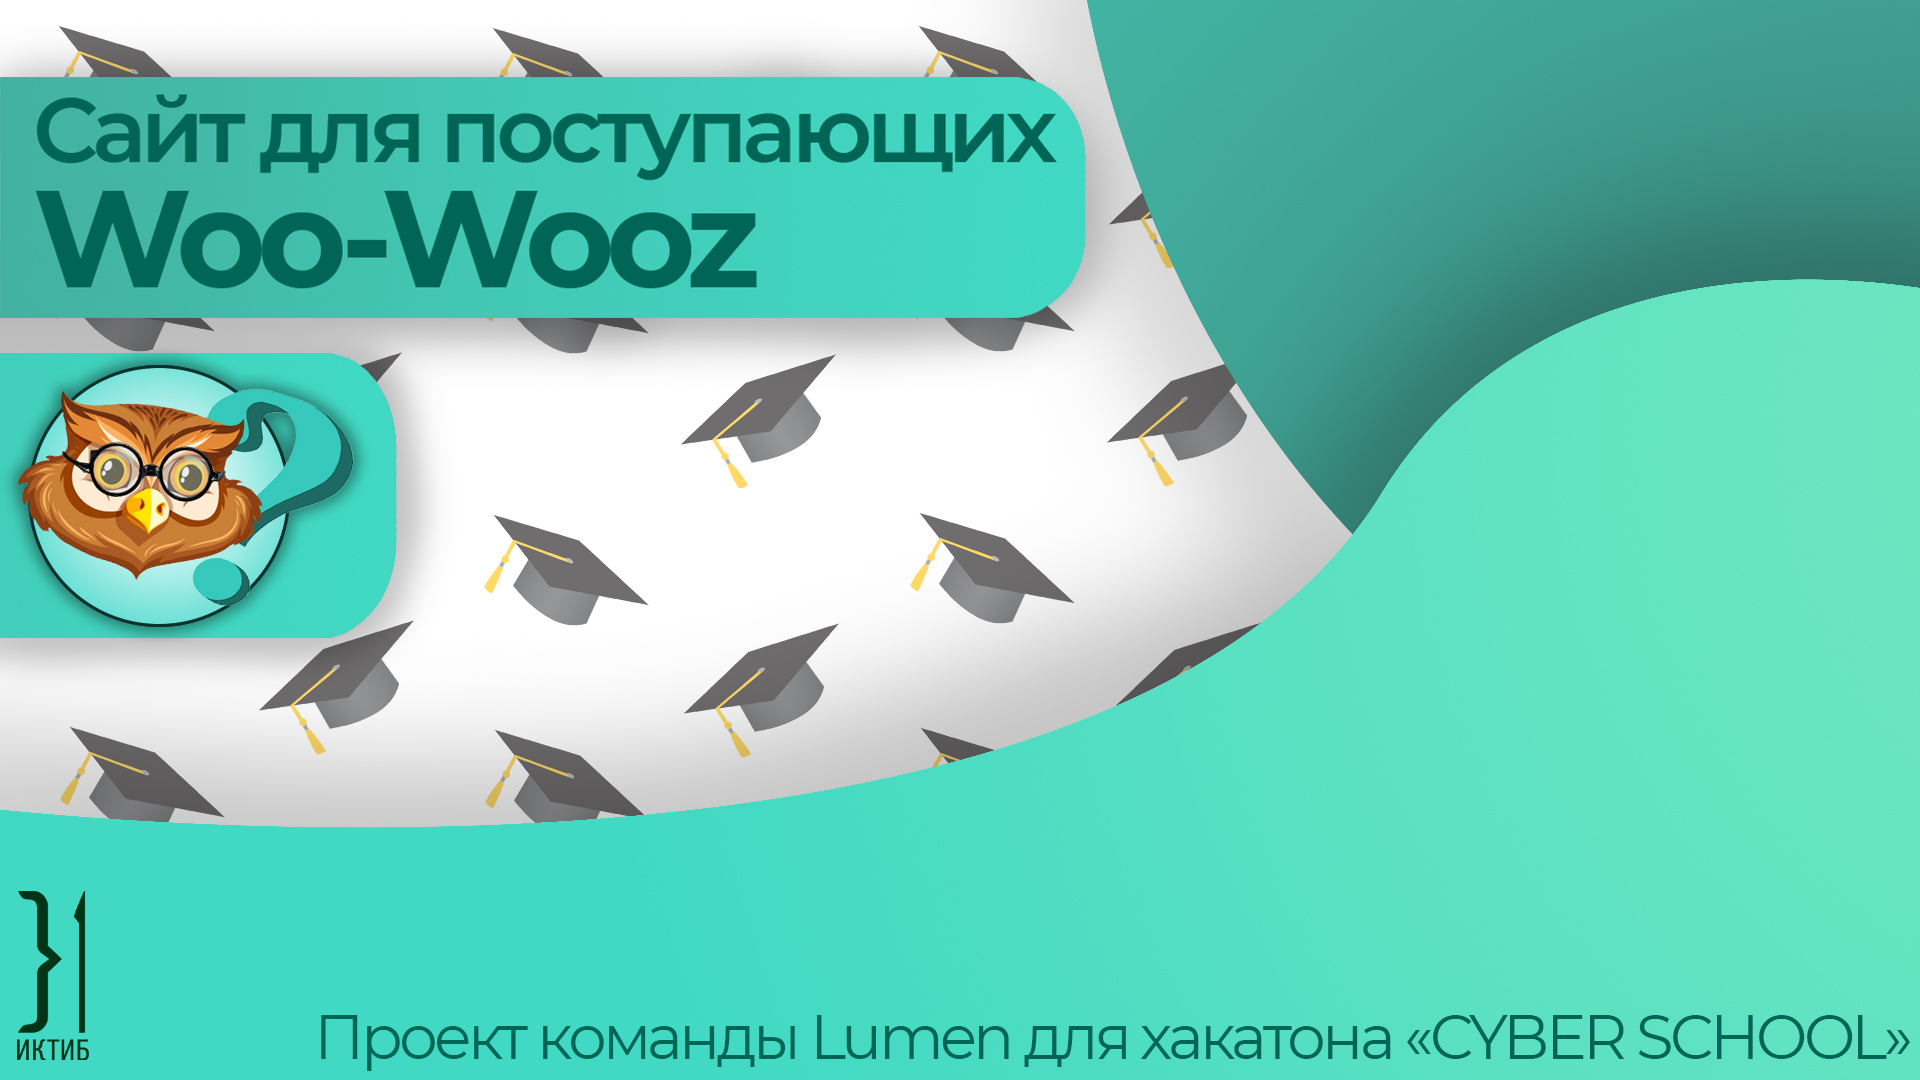 Сайт для поступающих
Woo-Wooz
ИКТИБ
Проект команды Lumen для хакатона «CYBER SCHOOL»